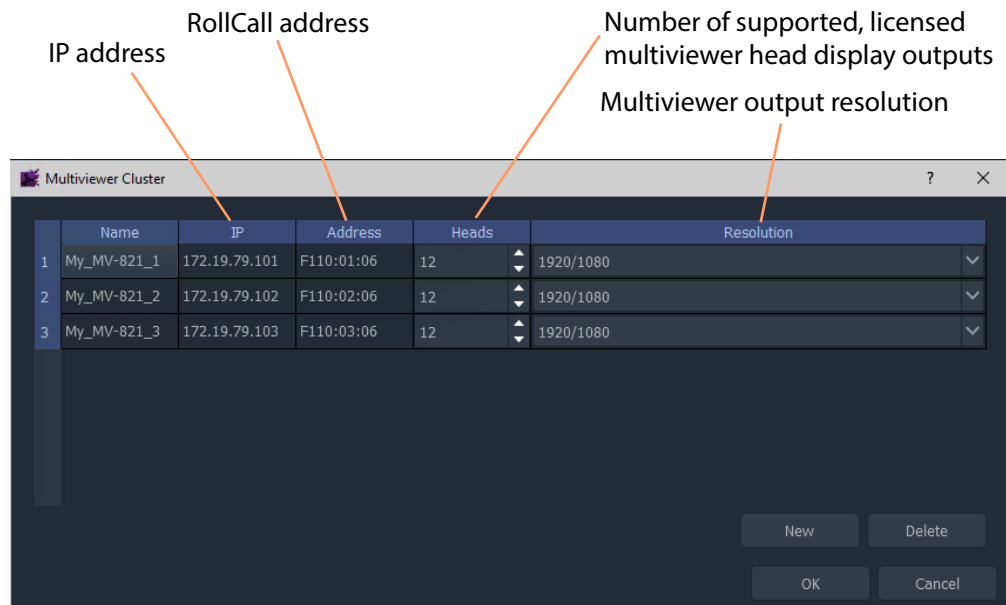 RollCall address
IP address
Number of supported, licensed
multiviewer head display outputs
Multiviewer output resolution
Multiviewer Cluster ? ×
Name IP Address Heads Resolution
1 My_MV-821_1 172.19.79.101 F110:01:06 12 1920/1080
2 My_MV-821_2 172.19.79.102 F110:02:06 12 1920/1080
3 My_MV-821_3 172.19.79.103 F110:03:06 12 1920/1080
New Delete
OK Cancel